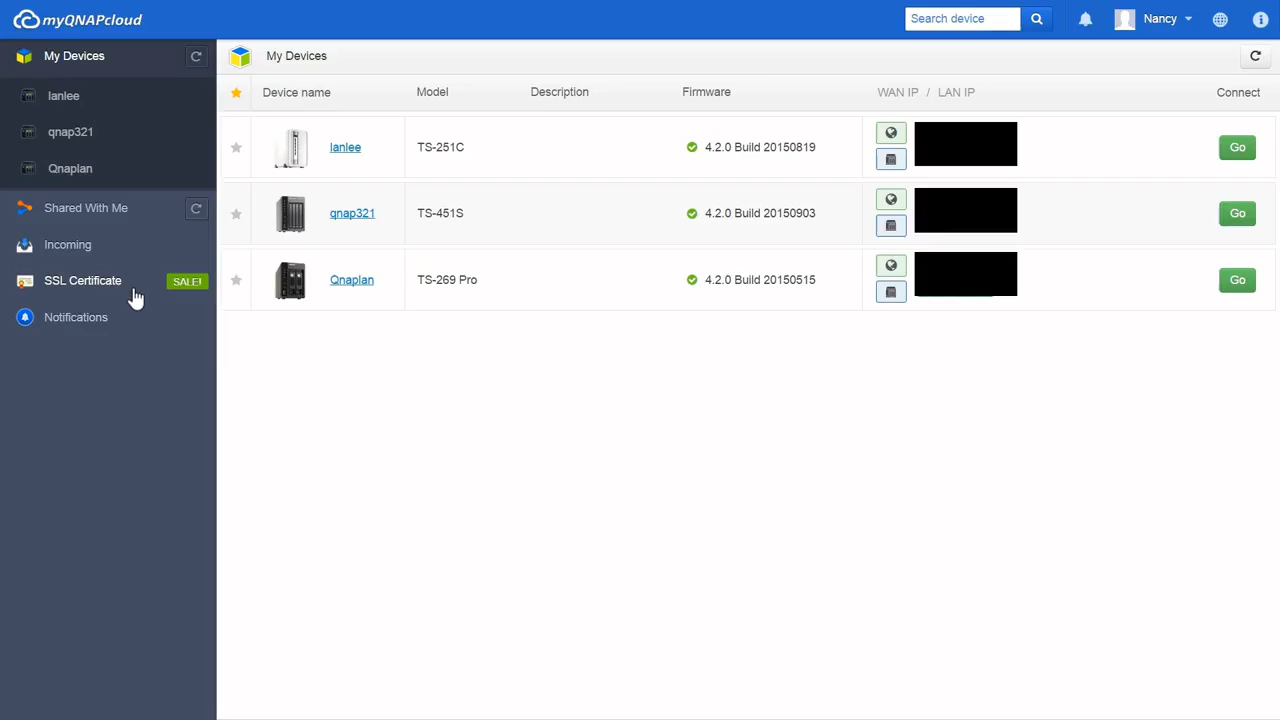 myQNAPcloud
Search device
Nancy
My Devices
lanlee
qnap321
Qnaplan
Shared With Me
Incoming
SSL Certificate SALE!
Notifications
My Devices
Device name Model Description Firmware WAN IP / LAN IP Connect
lanlee TS-251C 4.2.0 Build 20150819 Go
qnap321 TS-451S 4.2.0 Build 20150903 Go
Qnaplan TS-269 Pro 4.2.0 Build 20150515 Go